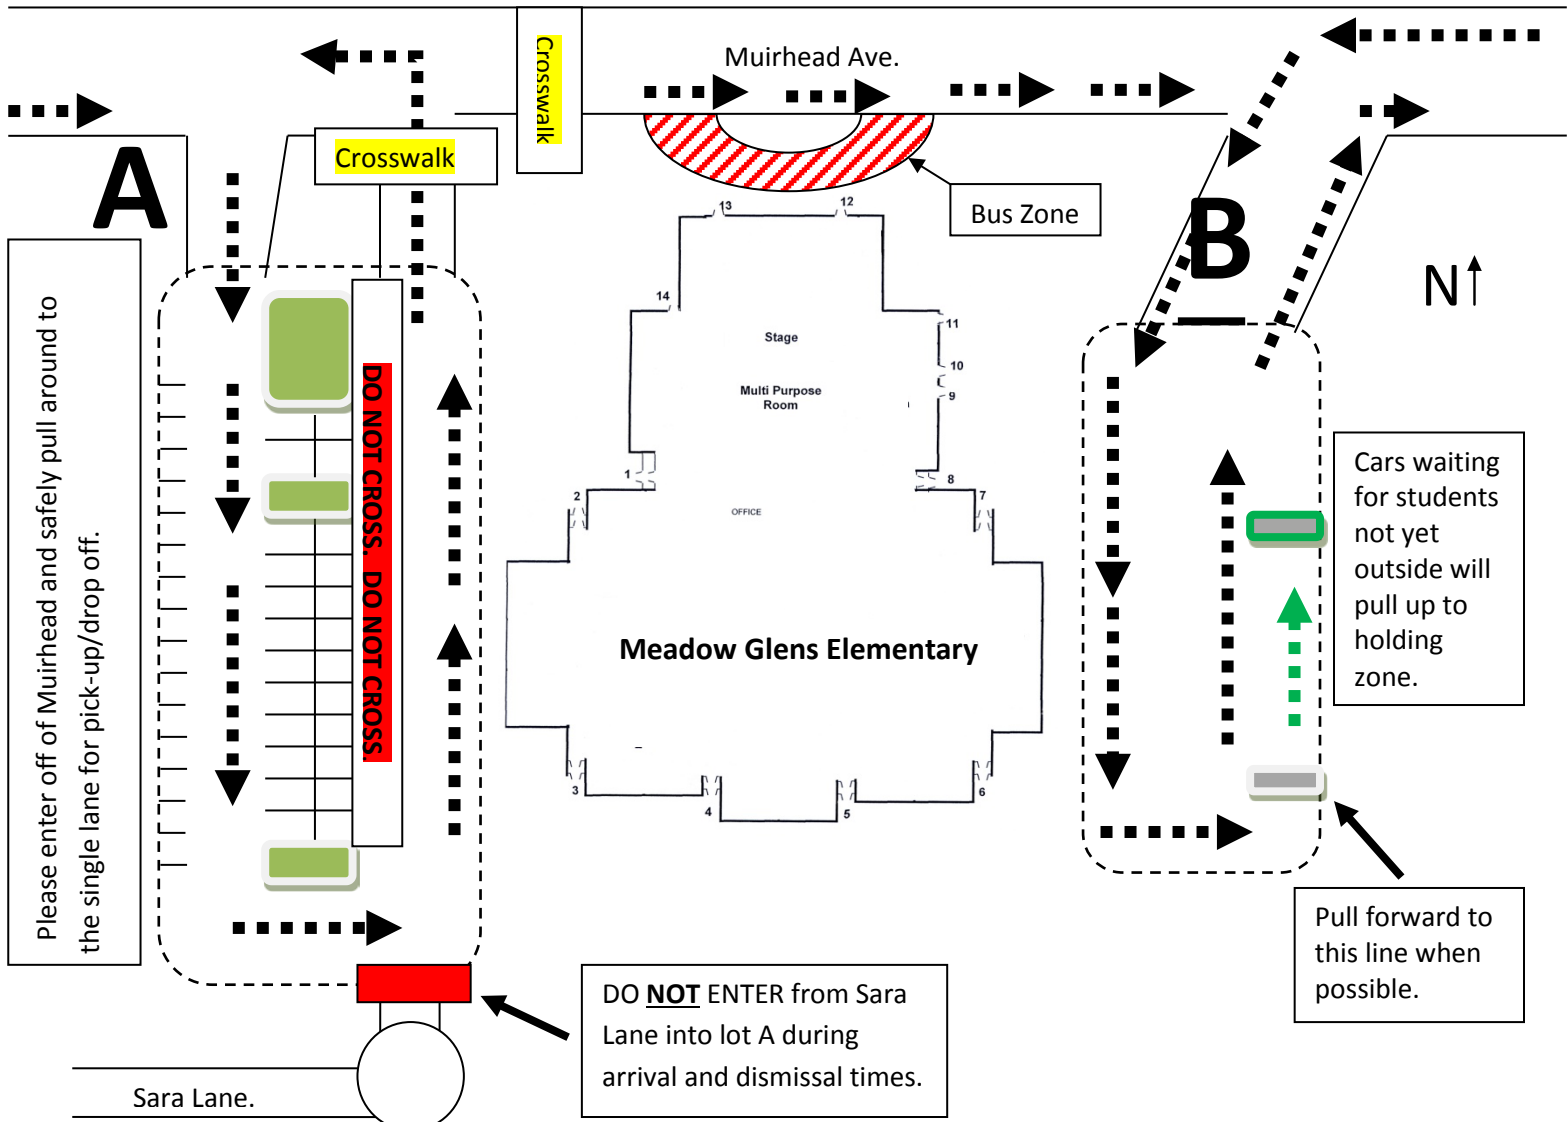 Crosswalk
Muirhead Ave.
A
Crosswalk
Bus Zone
B
N
Please enter off of Muirhead and safely pull around to
the single lane for pick-up/drop off.
DO NOT CROSS.  DO NOT CROSS.
13
12
14
11
Stage
10
Multi Purpose
Room
9
1
8
2
7
OFFICE
Meadow Glens Elementary
3
4
5
6
Cars waiting
for students
not yet
outside will
pull up to
holding
zone.
Pull forward to
this line when
possible.
DO NOT ENTER from Sara
Lane into lot A during
arrival and dismissal times.
Sara Lane.